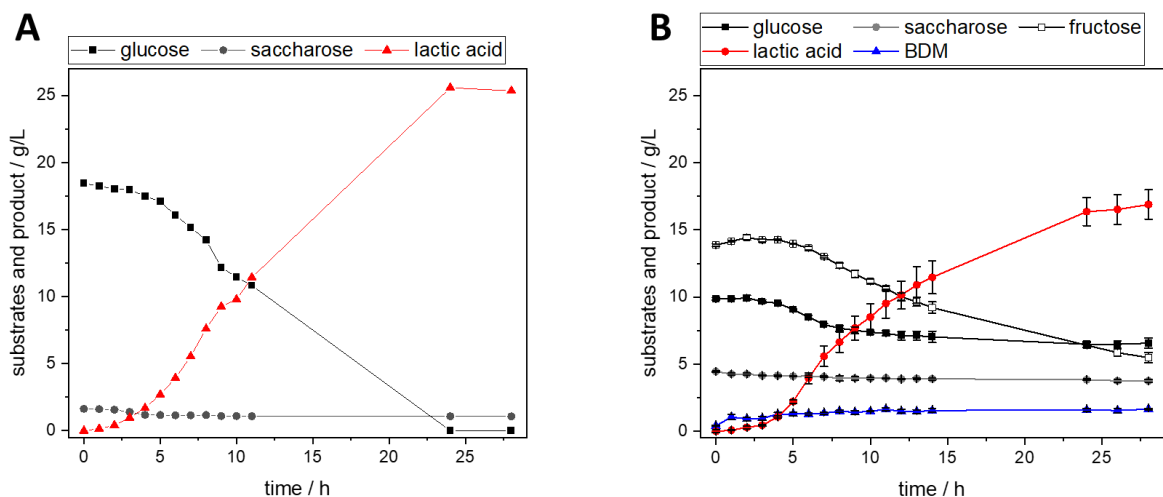 A
glucose saccharose lactic acid
substrates and product / g/L
25
20
15
10
5
0
0 5 10 15 20 25
time / h
B
glucose saccharose fructose
lactic acid BDM
substrates and product / g/L
25
20
15
10
5
0
0 5 10 15 20 25
time / h